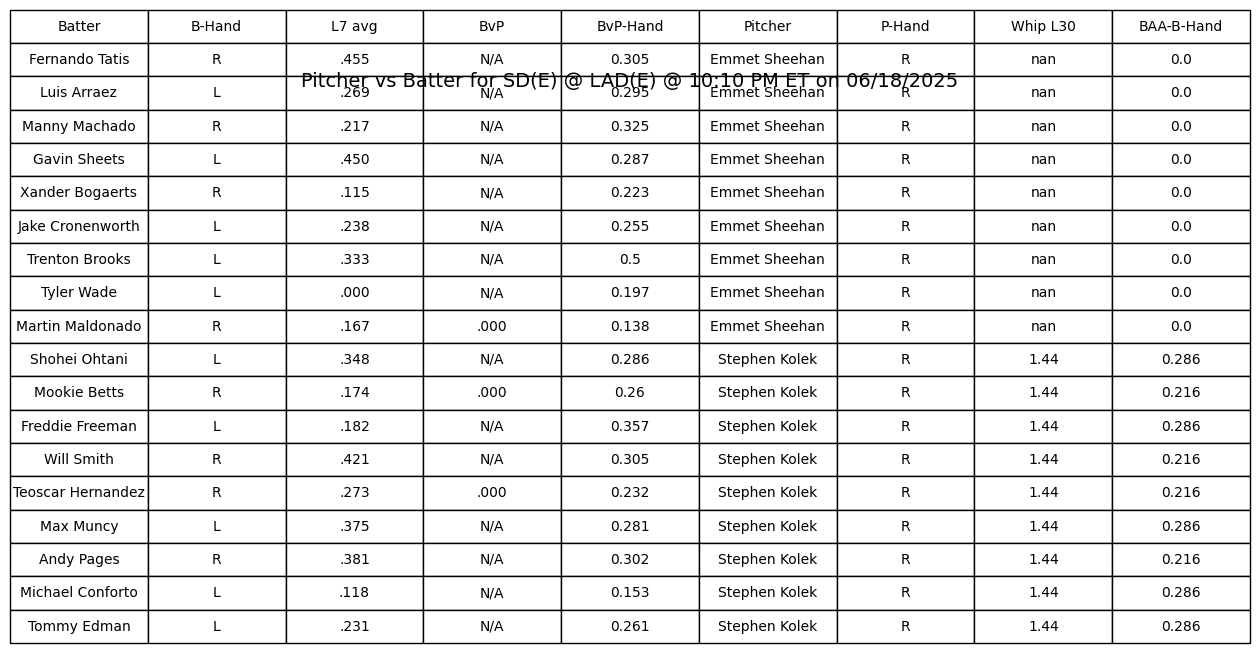 Batter B-Hand L7 avg BvP BvP-Hand Pitcher P-Hand Whip L30 BAA-B-Hand
Fernando Tatis R .455 N/A 0.305 Emmet Sheehan R nan 0.0
Pitcher vs Batter for SD(E) @ LAD(E) @ 10:10 PM ET on 06/18/2025
Luis Arraez L .269 N/A 0.295 Emmet Sheehan R nan 0.0
Manny Machado R .217 N/A 0.325 Emmet Sheehan R nan 0.0
Gavin Sheets L .450 N/A 0.287 Emmet Sheehan R nan 0.0
Xander Bogaerts R .115 N/A 0.223 Emmet Sheehan R nan 0.0
Jake Cronenworth L .238 N/A 0.255 Emmet Sheehan R nan 0.0
Trenton Brooks L .333 N/A 0.5 Emmet Sheehan R nan 0.0
Tyler Wade L .000 N/A 0.197 Emmet Sheehan R nan 0.0
Martin Maldonado R .167 .000 0.138 Emmet Sheehan R nan 0.0
Shohei Ohtani L .348 N/A 0.286 Stephen Kolek R 1.44 0.286
Mookie Betts R .174 .000 0.26 Stephen Kolek R 1.44 0.216
Freddie Freeman L .182 N/A 0.357 Stephen Kolek R 1.44 0.286
Will Smith R .421 N/A 0.305 Stephen Kolek R 1.44 0.216
Teoscar Hernandez R .273 .000 0.232 Stephen Kolek R 1.44 0.216
Max Muncy L .375 N/A 0.281 Stephen Kolek R 1.44 0.286
Andy Pages R .381 N/A 0.302 Stephen Kolek R 1.44 0.216
Michael Conforto L .118 N/A 0.153 Stephen Kolek R 1.44 0.286
Tommy Edman L .231 N/A 0.261 Stephen Kolek R 1.44 0.286